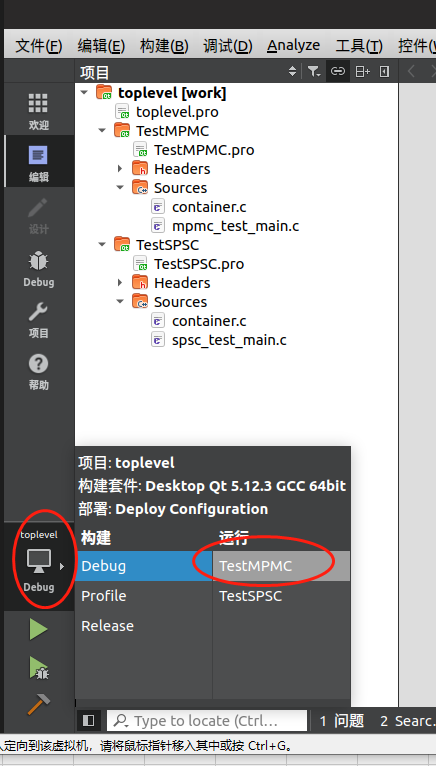 文件(F) 编辑(E) 构建(B) 调试(D) Analyze 工具(T) 控件(
项目
toplevel [work]
toplevel.pro
TestMPMC
TestMPMC.pro
Headers
Sources
container.c
mpmc_test_main.c
TestSPSC
TestSPSC.pro
Headers
Sources
container.c
spsc_test_main.c
欢迎
编辑
设计
Debug
项目
帮助
toplevel
Debug
项目: toplevel
构建套件: Desktop Qt 5.12.3 GCC 64bit
部署: Deploy Configuration
构建 运行
Debug TestMPMC
Profile TestSPSC
Release
Type to locate (Ctrl... 1 问题 2 Searc
定向到该虚拟机，请将鼠标指针移入其中或按 Ctrl+G。